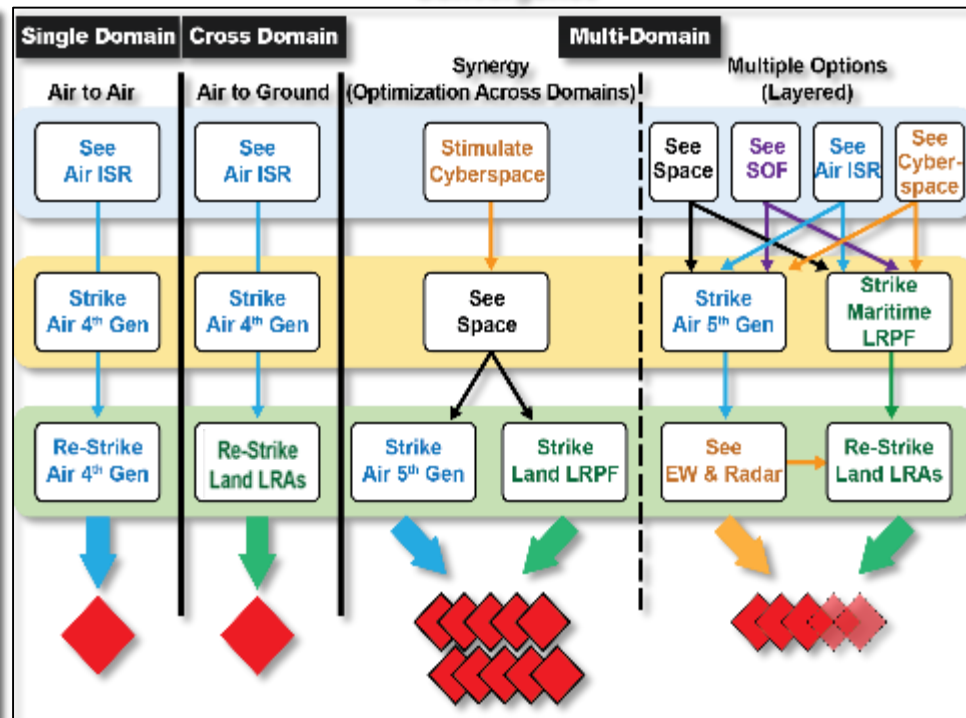 Single Domain
Cross Domain
Multi-Domain
Air to Air
Air to Ground
Synergy
(Optimization Across Domains)
Multiple Options
(Layered)
See
Air ISR
See
Air ISR
Stimulate
Cyberspace
See
Space
See
SOF
See
Air ISR
See
Cyber-
space
Strike
Air 4th Gen
Strike
Air 4th Gen
See
Space
Strike
Air 5th Gen
Strike
Maritime
LRPF
Re-Strike
Air 4th Gen
Re-Strike
Land LRAs
Strike
Air 5th Gen
Strike
Land LRPF
See
EW & Radar
Re-Strike
Land LRAs